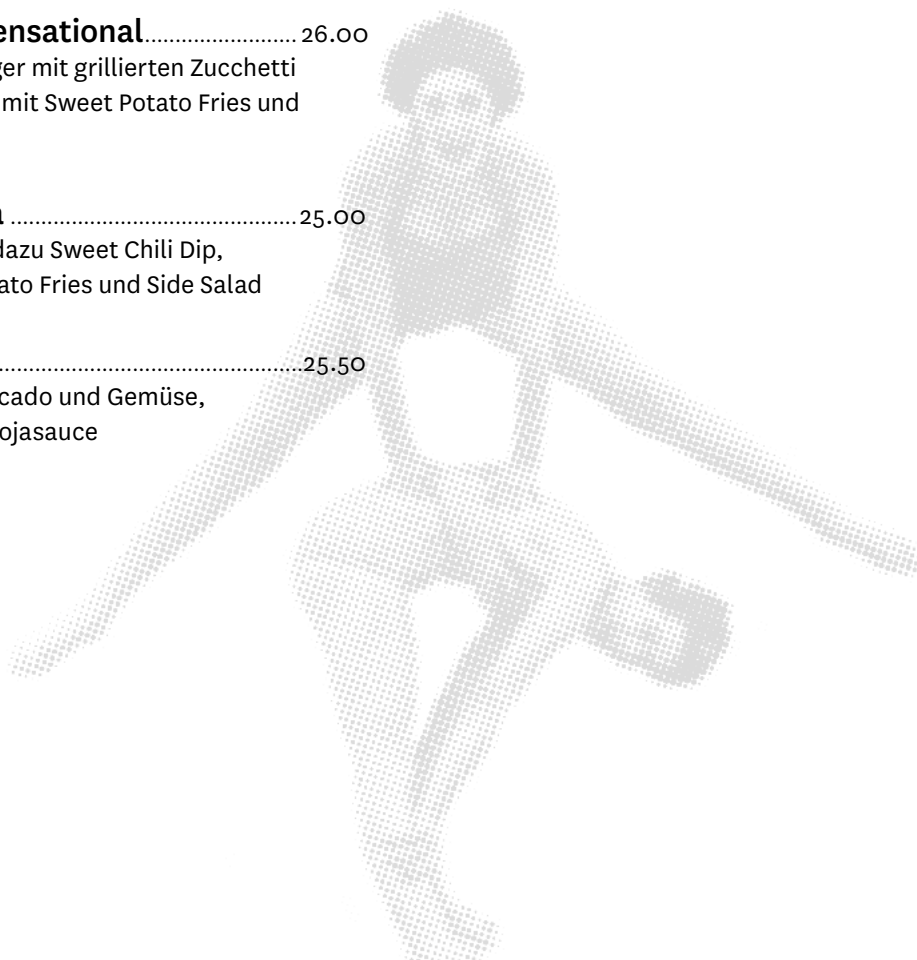 ensational....................... 26.00
ger mit grillierten Zucchetti
mit Sweet Potato Fries und
a ............................................25.00
dazu Sweet Chili Dip,
ato Fries und Side Salad
...............................................25.50
cado und Gemüse,
ojasauce